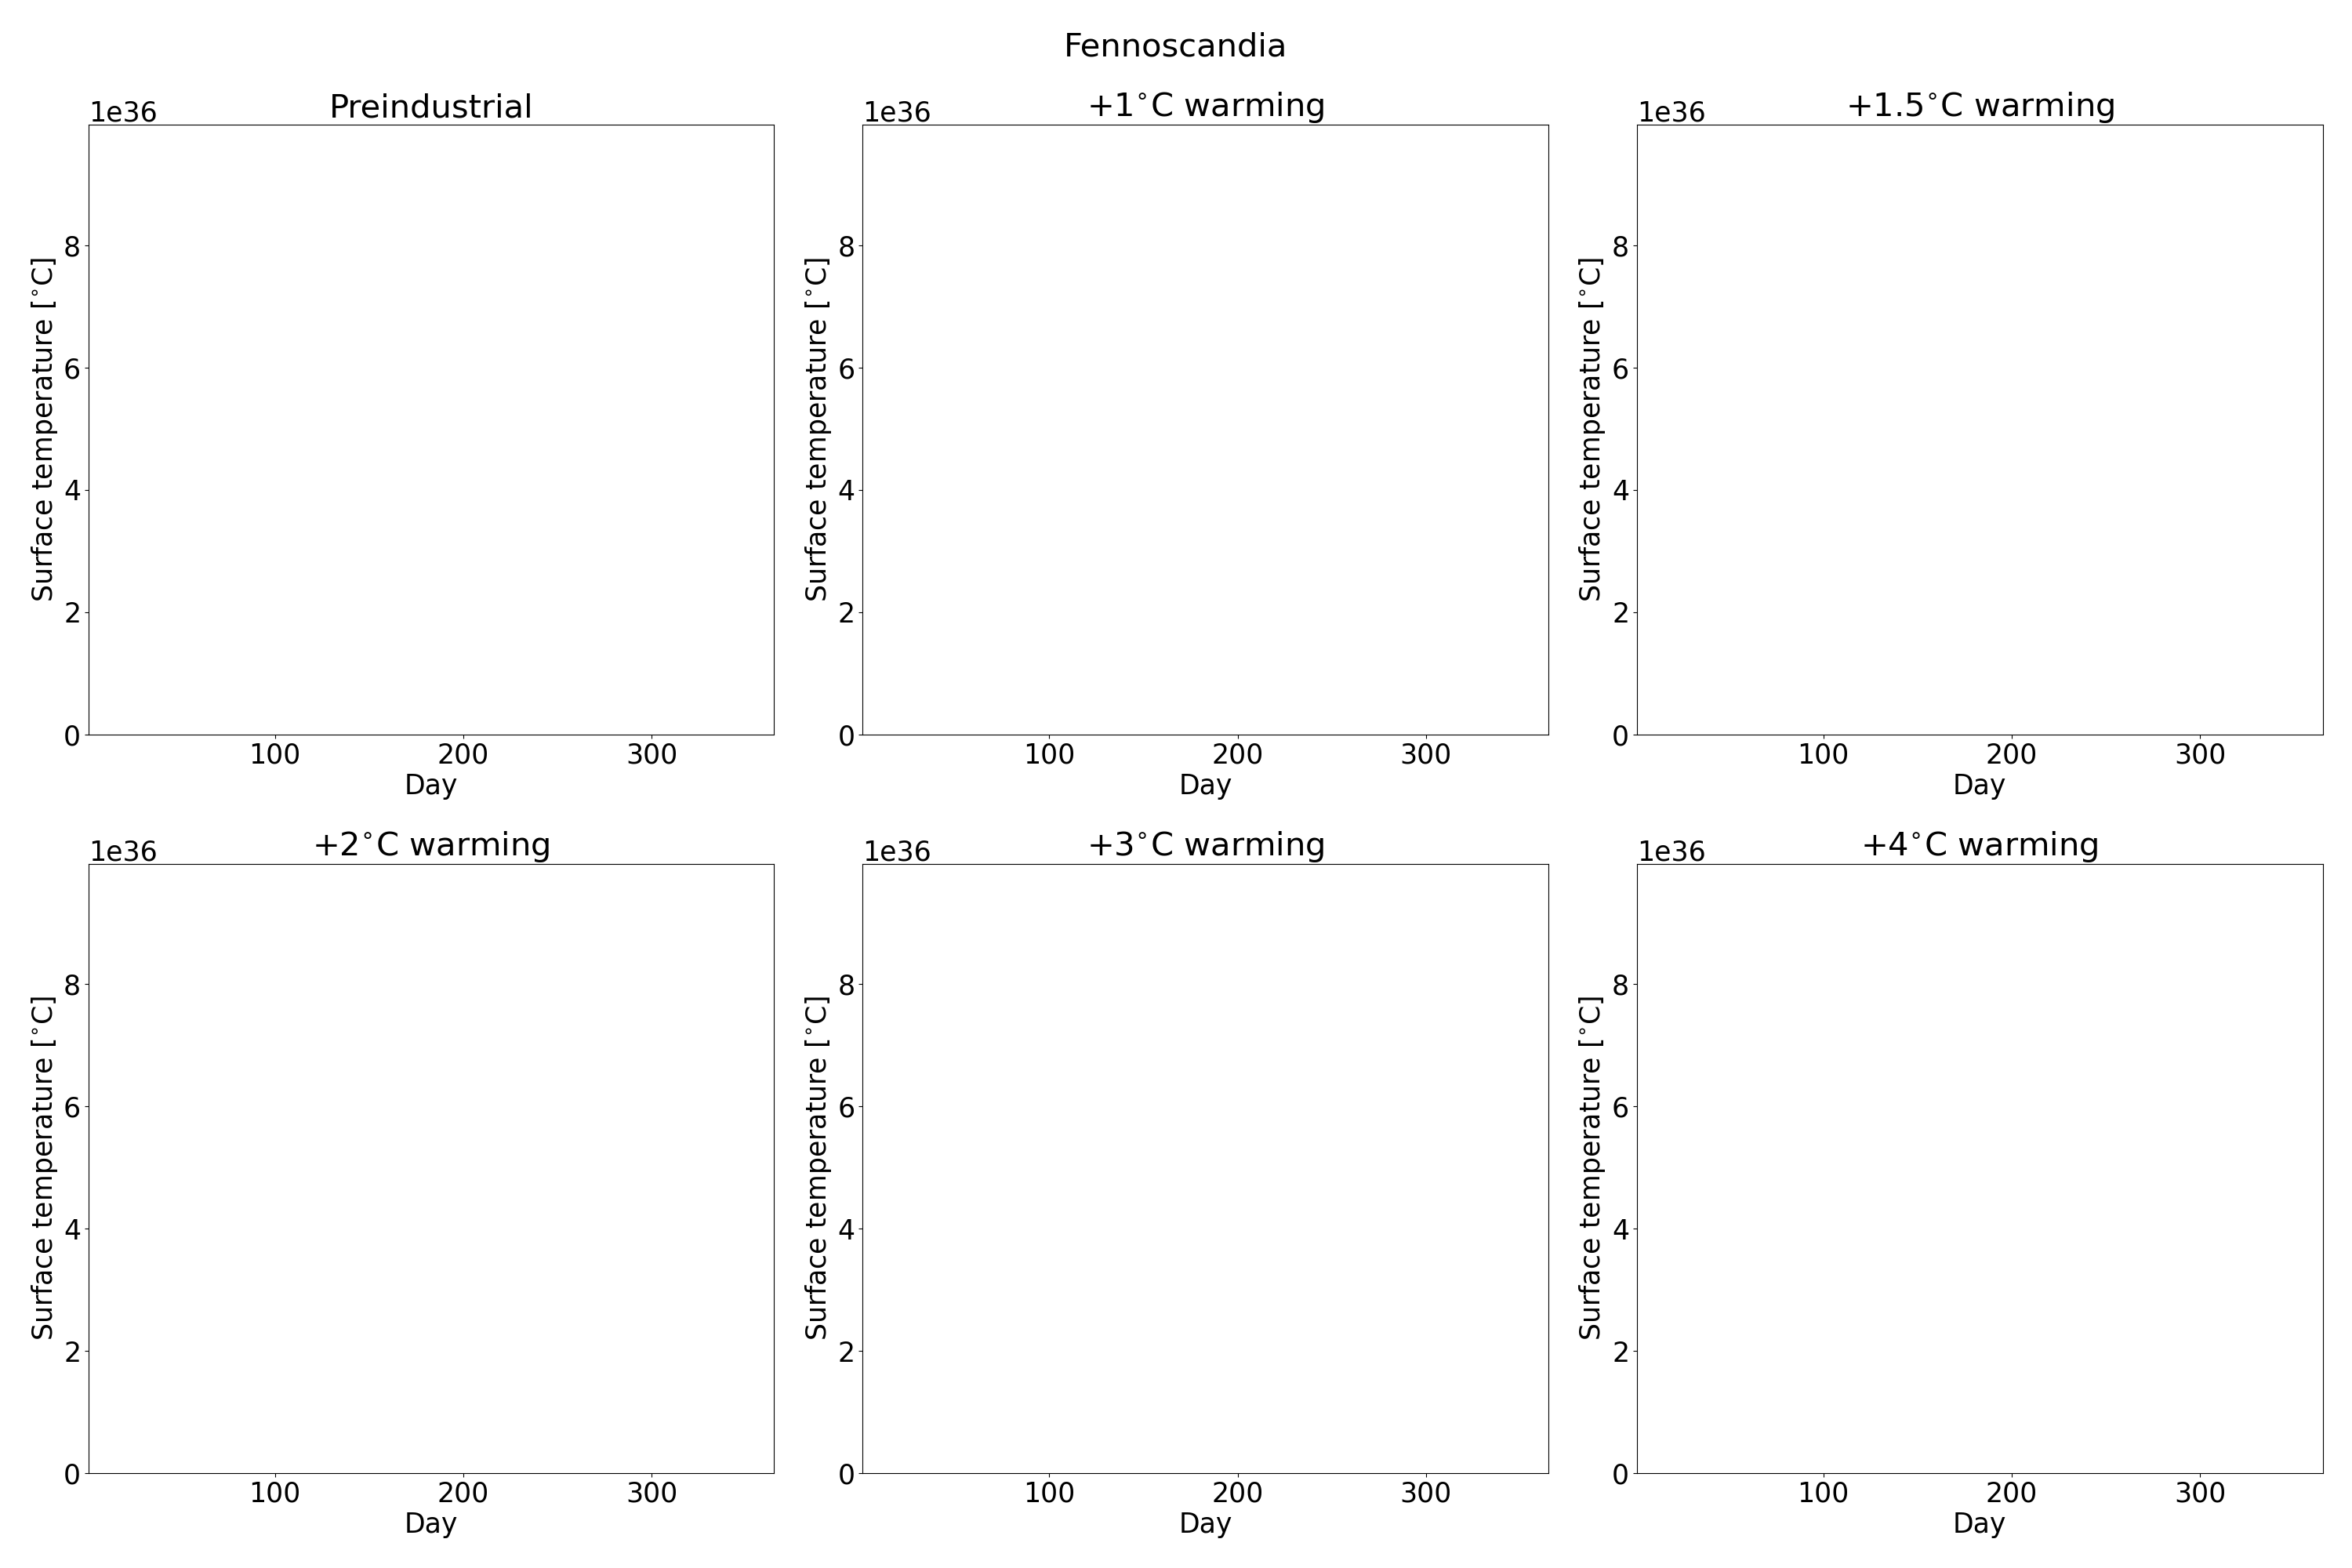 Fennoscandia
Preindustrial
1e36
Surface temperature [°C]
8
6
4
2
0
100 200 300
Day
+1°C warming
1e36
Surface temperature [°C]
8
6
4
2
0
100 200 300
Day
+1.5°C warming
1e36
Surface temperature [°C]
8
6
4
2
0
100 200 300
Day
+2°C warming
1e36
Surface temperature [°C]
8
6
4
2
0
100 200 300
Day
+3°C warming
1e36
Surface temperature [°C]
8
6
4
2
0
100 200 300
Day
+4°C warming
1e36
Surface temperature [°C]
8
6
4
2
0
100 200 300
Day